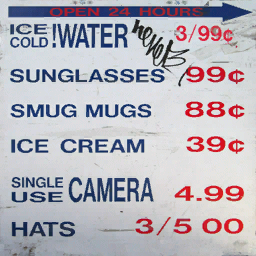 OPEN 24 HOURS
ICE COLD !WATER 3/99¢
SUNGLASSES 99¢
SMUG MUGS 88¢
ICE CREAM 39¢
SINGLE USE CAMERA 4.99
HATS 3/5 00